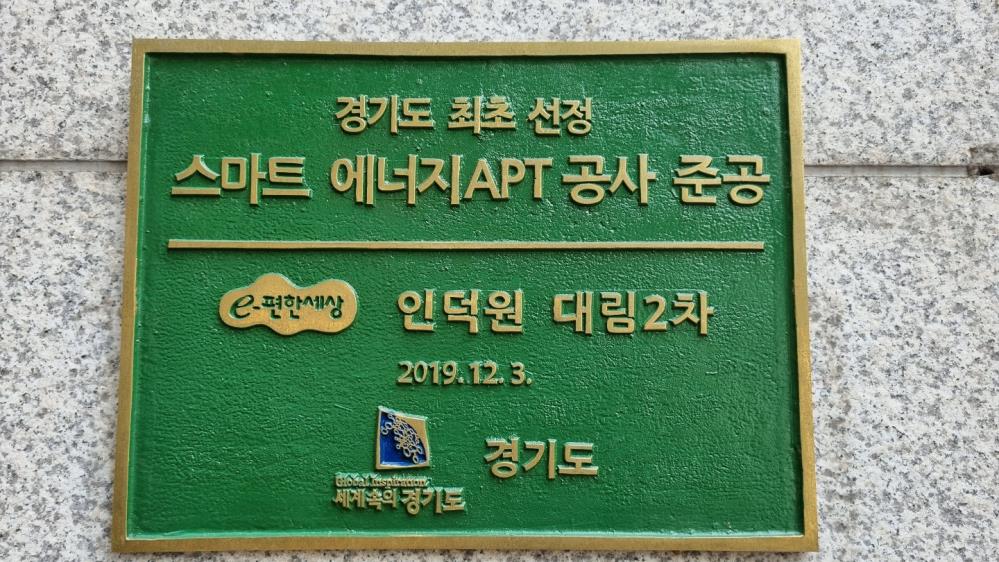 경기도 최초 선정
스마트 에너지APT 공사 준공
e-편한세상 인덕원 대림2차
2019.12.3.
Global Inspiration
세계속의 경기도
경기도